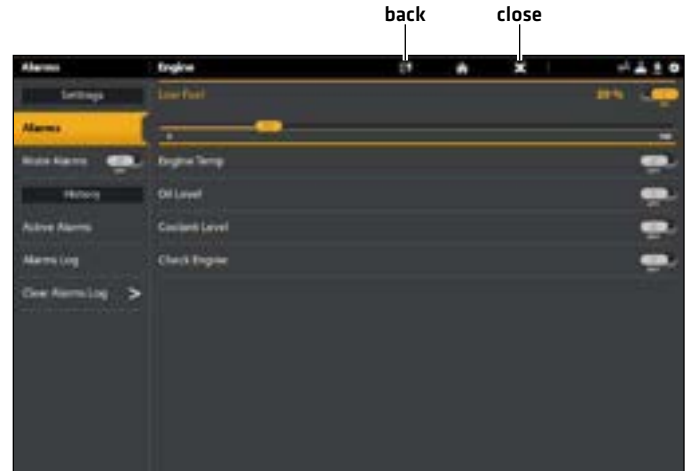 back close
Alarms Engine
Settings Low Fuel 20 %
Alarms
0 100
Mute Alarms Engine Temp
History Oil Level
Active Alarms Coolant Level
Alarms Log Check Engine
Clear Alarms Log >